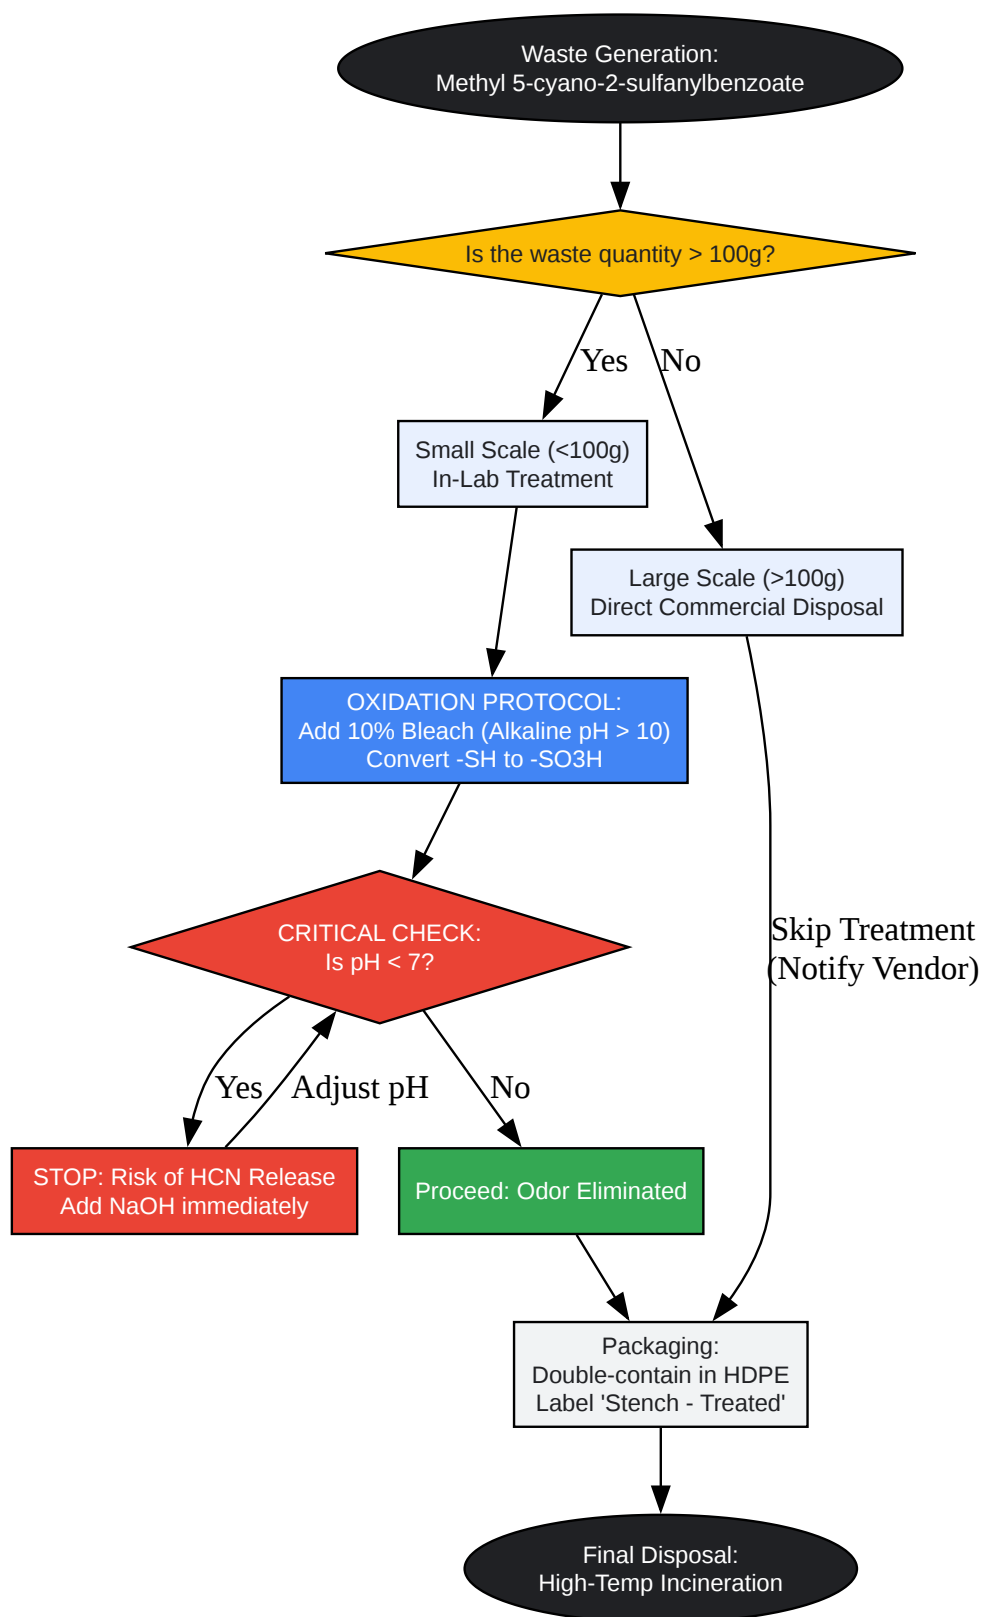 Waste Generation:
Methyl 5-cyano-2-sulfanylbenzoate
Is the waste quantity > 100g?
Yes
No
Small Scale (<100g)
In-Lab Treatment
Large Scale (>100g)
Direct Commercial Disposal
OXIDATION PROTOCOL:
Add 10% Bleach (Alkaline pH > 10)
Convert -SH to -SO3H
CRITICAL CHECK:
Is pH < 7?
Skip Treatment
(Notify Vendor)
Yes
Adjust pH
No
STOP: Risk of HCN Release
Add NaOH immediately
Proceed: Odor Eliminated
Packaging:
Double-contain in HDPE
Label 'Stench - Treated'
Final Disposal:
High-Temp Incineration